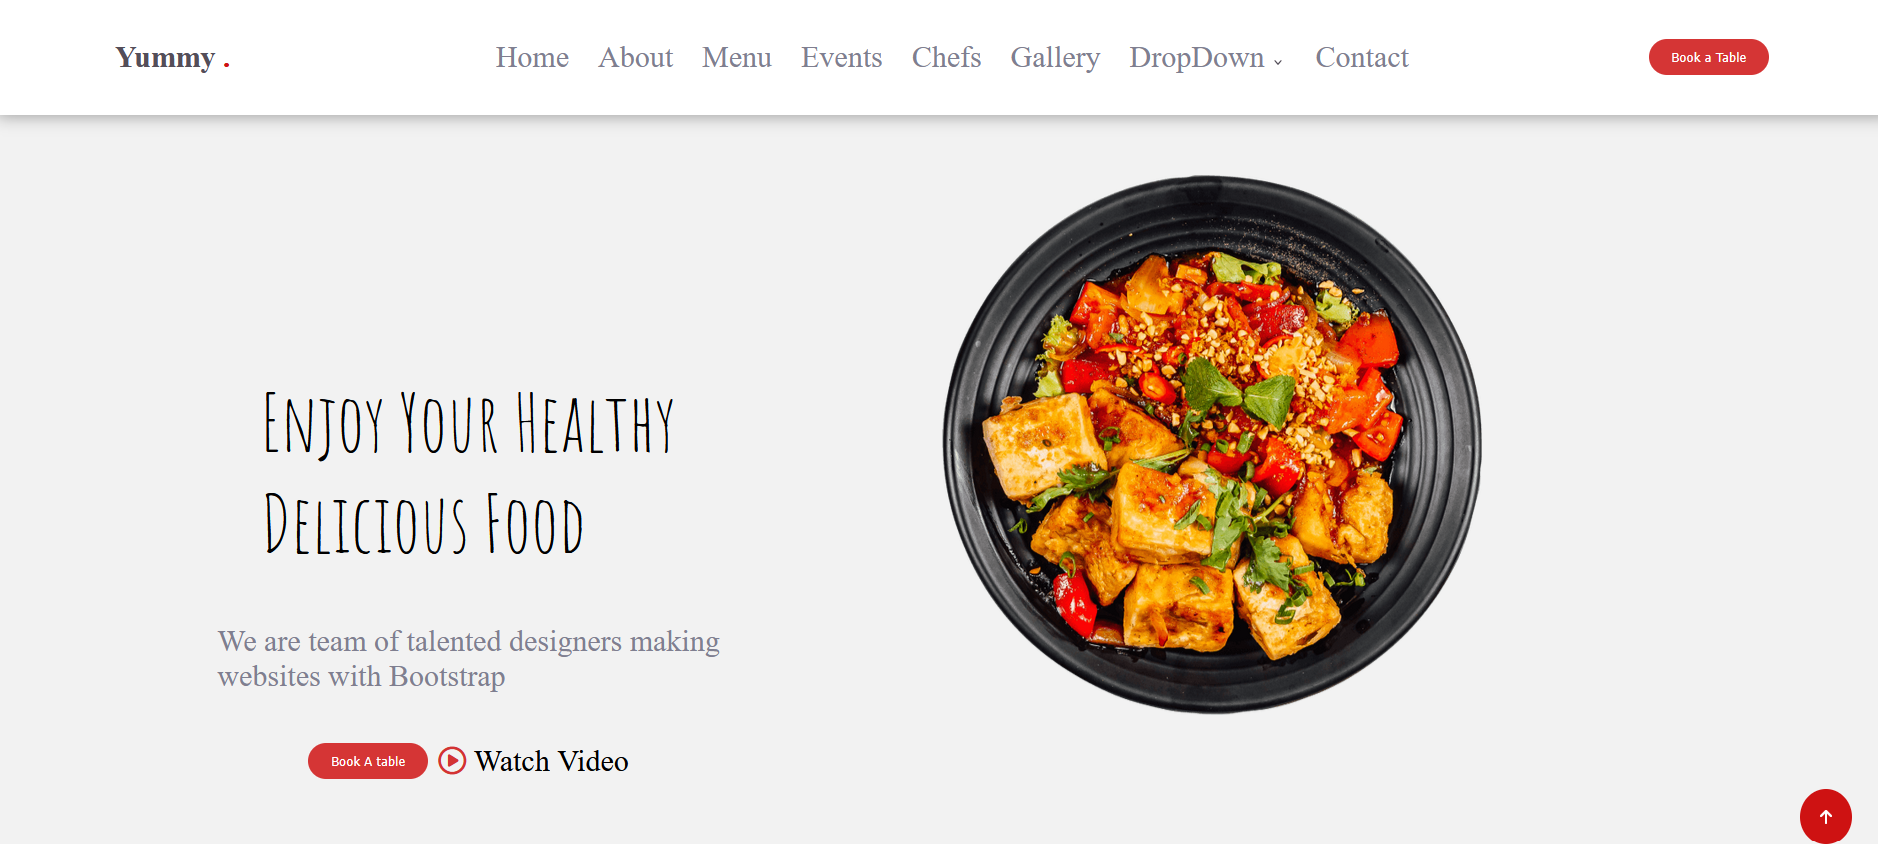 Yummy .
Home About Menu Events Chefs Gallery DropDown Contact
Book a Table
Enjoy Your Healthy
Delicious Food
We are team of talented designers making
websites with Bootstrap
Book A table
Watch Video